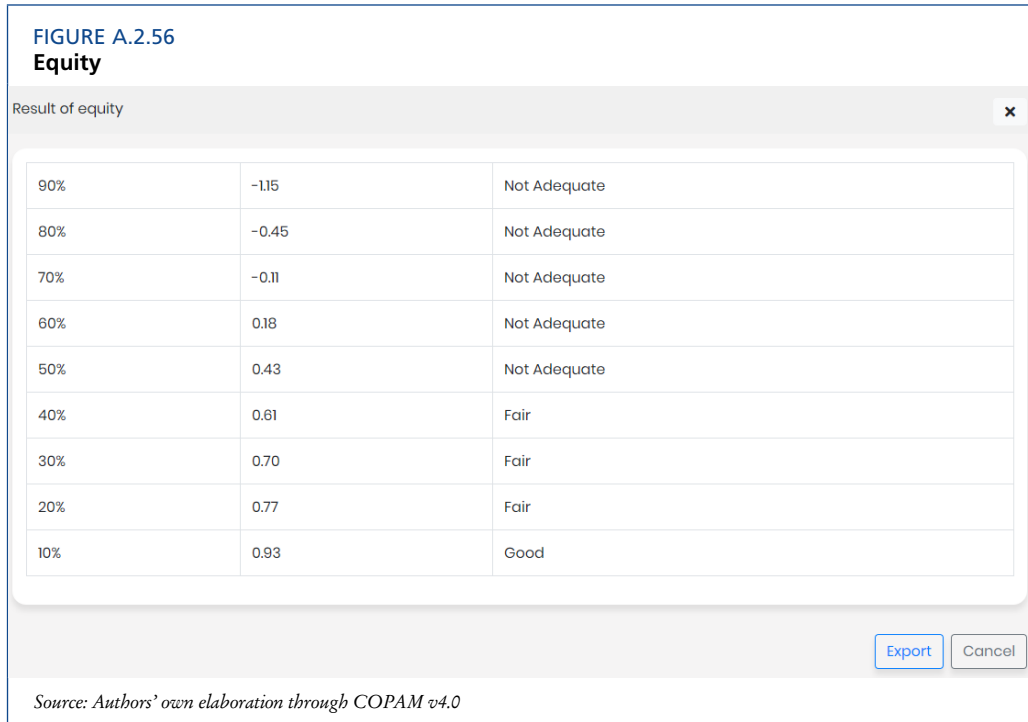 FIGURE A.2.56
Equity
Result of equity ×
90% -1.15 Not Adequate
80% -0.45 Not Adequate
70% -0.11 Not Adequate
60% 0.18 Not Adequate
50% 0.43 Not Adequate
40% 0.61 Fair
30% 0.70 Fair
20% 0.77 Fair
10% 0.93 Good
Export Cancel
Source: Authors’ own elaboration through COPAM v4.0